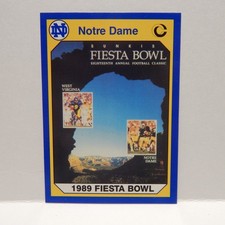 Notre Dame
SUNKIST
FIESTA BOWL
EIGHTEENTH ANNUAL FOOTBALL CLASSIC
WEST
VIRGINIA
NOTRE
DAME
1989 FIESTA BOWL